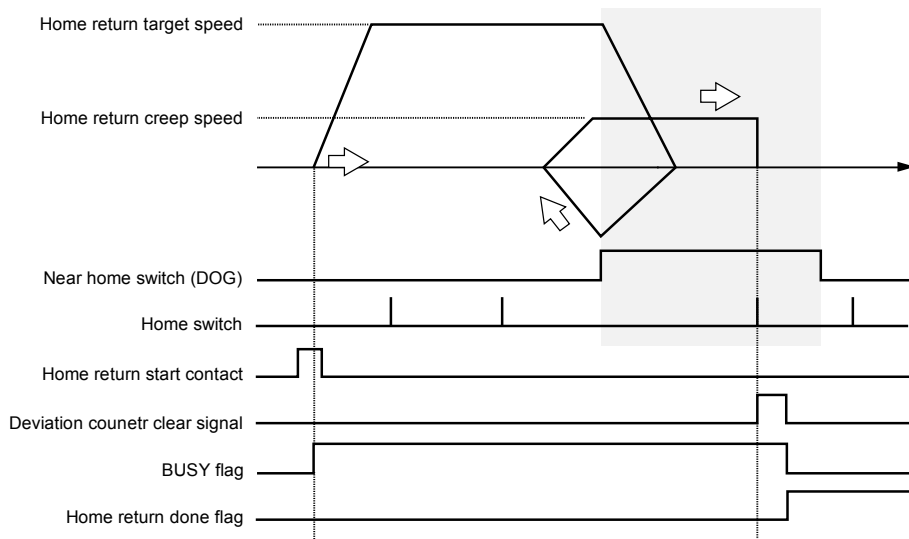 Home return target speed
Home return creep speed
Near home switch (DOG)
Home switch
Home return start contact
Deviation counetr clear signal
BUSY flag
Home return done flag